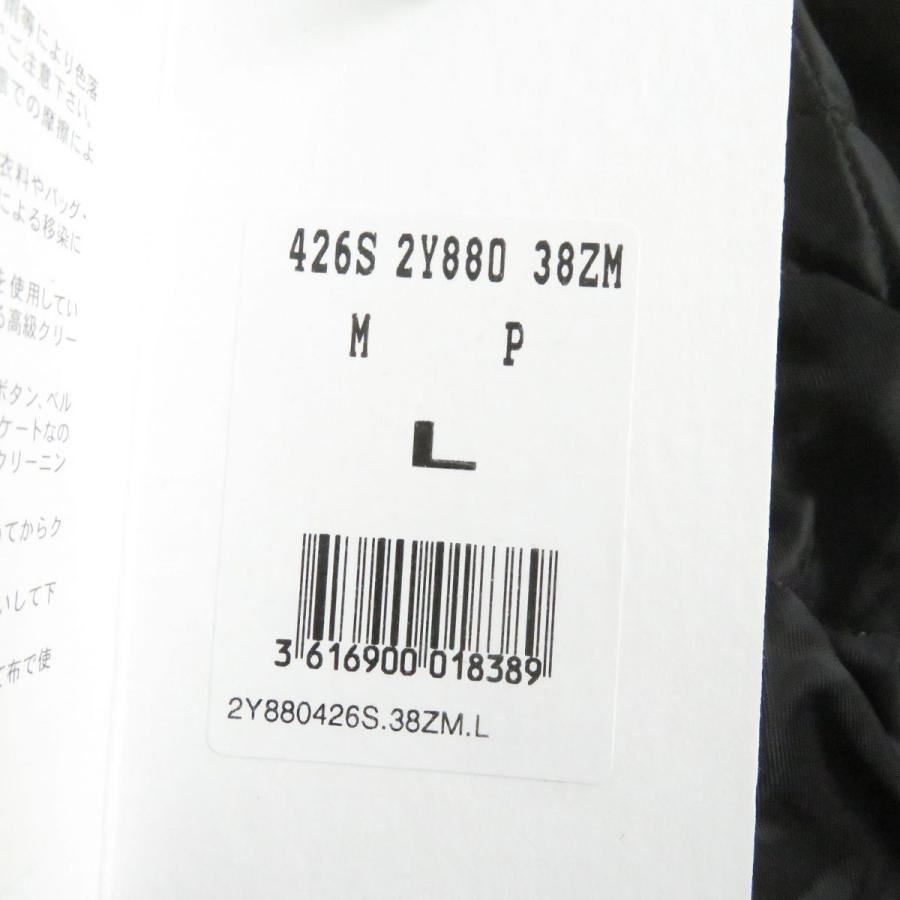 等により色落
ご注意下さい。
での摩擦によ
衣料やバッグ・
による移染に
を使用してい
高級クリー
ボタン、ベル
ケートなの
クリーニン
てからク
いして下
て布で使
426S 2Y880 38ZM
M P
L
3 616900 018389
2Y880426S.38ZM.L